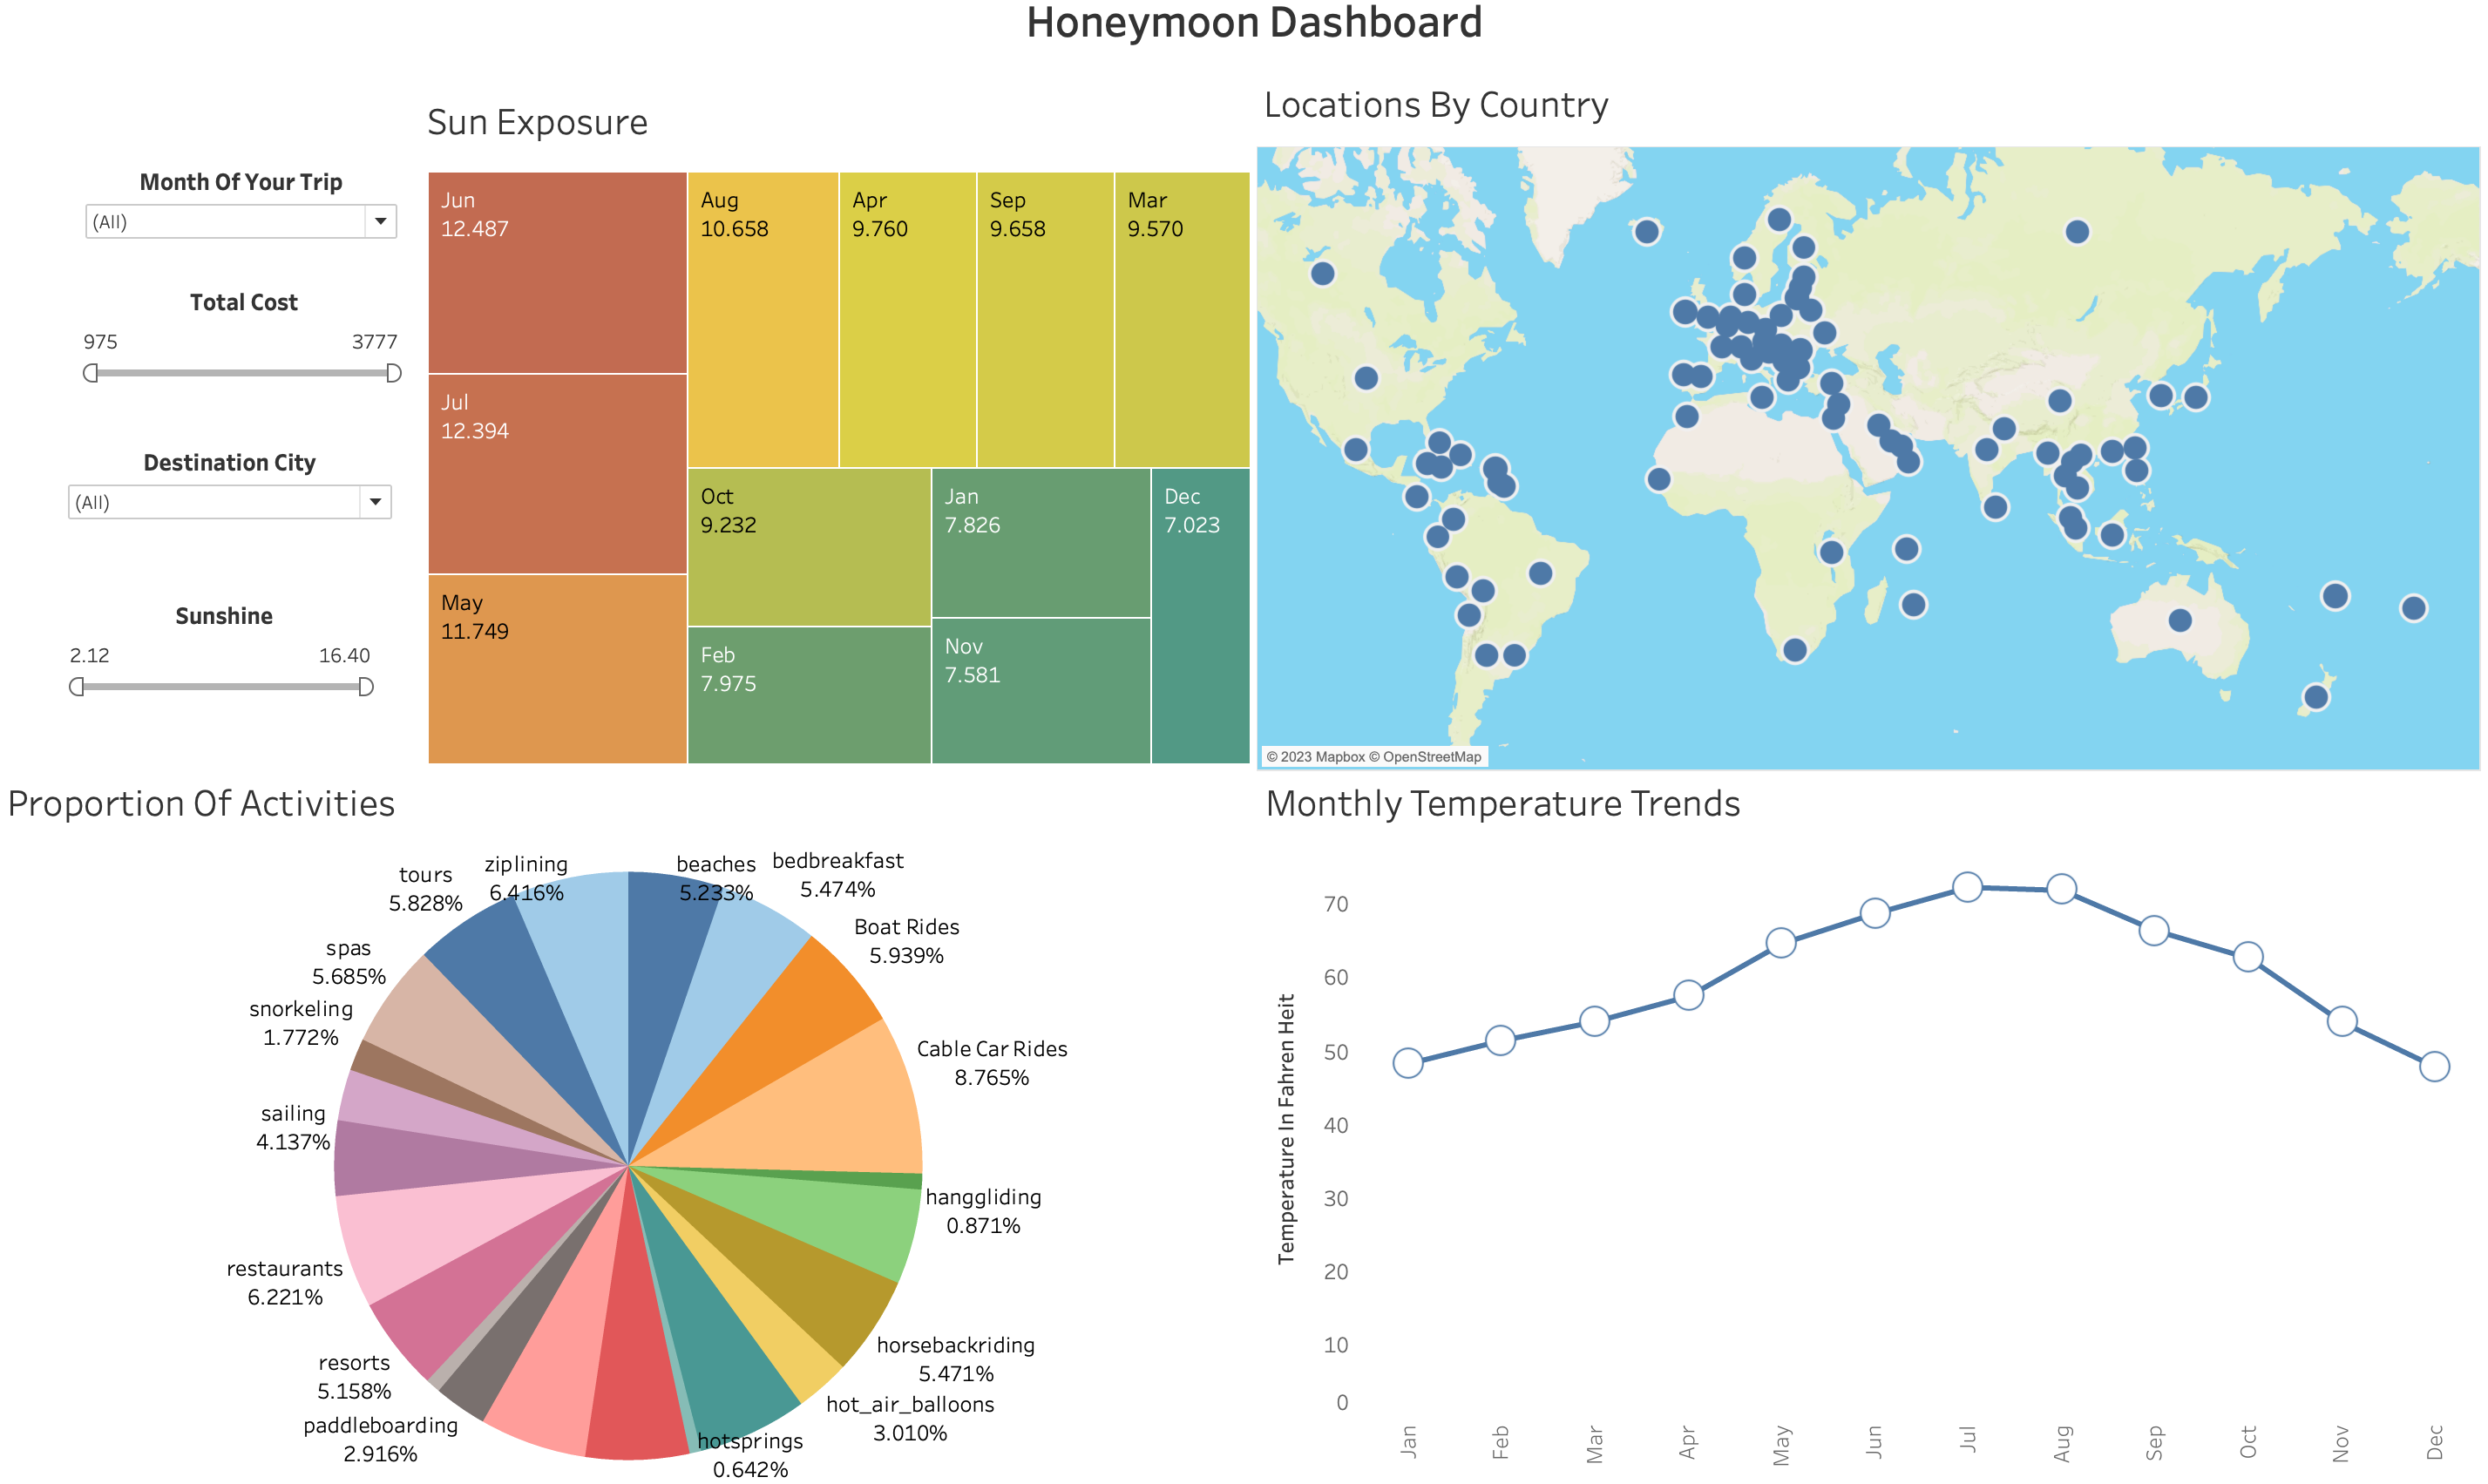 Honeymoon Dashboard
Month Of Your Trip
(All)
Total Cost
975
3777
Destination City
(All)
Sunshine
2.12
16.40
Sun Exposure
Jun
12.487
Jul
12.394
May
11.749
Aug
10.658
Apr
9.760
Sep
9.658
Mar
9.570
Oct
9.232
Feb
7.975
Jan
7.826
Nov
7.581
Dec
7.023
Locations By Country
© 2023 Mapbox © OpenStreetMap
Proportion Of Activities
beaches
5.233%
bedbreakfast
5.474%
Boat Rides
5.939%
Cable Car Rides
8.765%
hanggliding
0.871%
horsebackriding
5.471%
hot_air_balloons
3.010%
hotsprings
0.642%
paddleboarding
2.916%
resorts
5.158%
restaurants
6.221%
sailing
4.137%
snorkeling
1.772%
spas
5.685%
tours
5.828%
ziplining
6.416%
Monthly Temperature Trends
Temperature In Fahren Heit
70
60
50
40
30
20
10
0
Jan
Feb
Mar
Apr
May
Jun
Jul
Aug
Sep
Oct
Nov
Dec